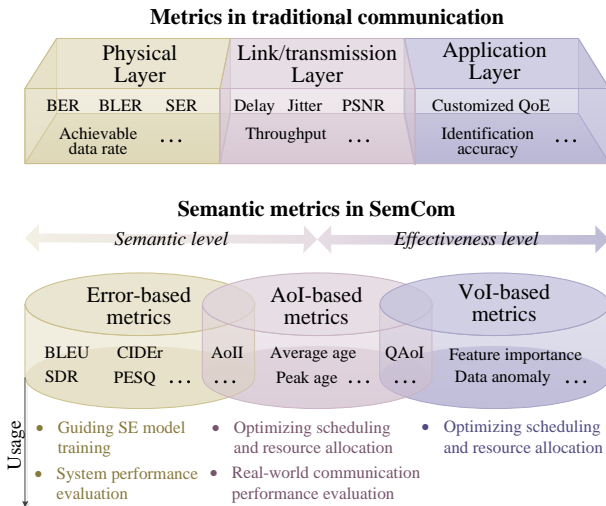 Metrics in traditional communication
Physical
Layer
Link/transmission
Layer
Application
Layer
BER BLER SER
Delay Jitter PSNR
Customized QoE
Achievable
data rate ...
Throughput ...
Identification
accuracy ...
Semantic metrics in SemCom
Semantic level
Effectiveness level
Error-based
metrics
AoI-based
metrics
VoI-based
metrics
BLEU CIDEr
SDR PESQ ...
AoII
...
Average age
Peak age ...
QAoI
...
Feature importance
Data anomaly ...
Usage
• Guiding SE model
training
• System performance
evaluation
• Optimizing scheduling
and resource allocation
• Real-world communication
performance evaluation
• Optimizing scheduling
and resource allocation